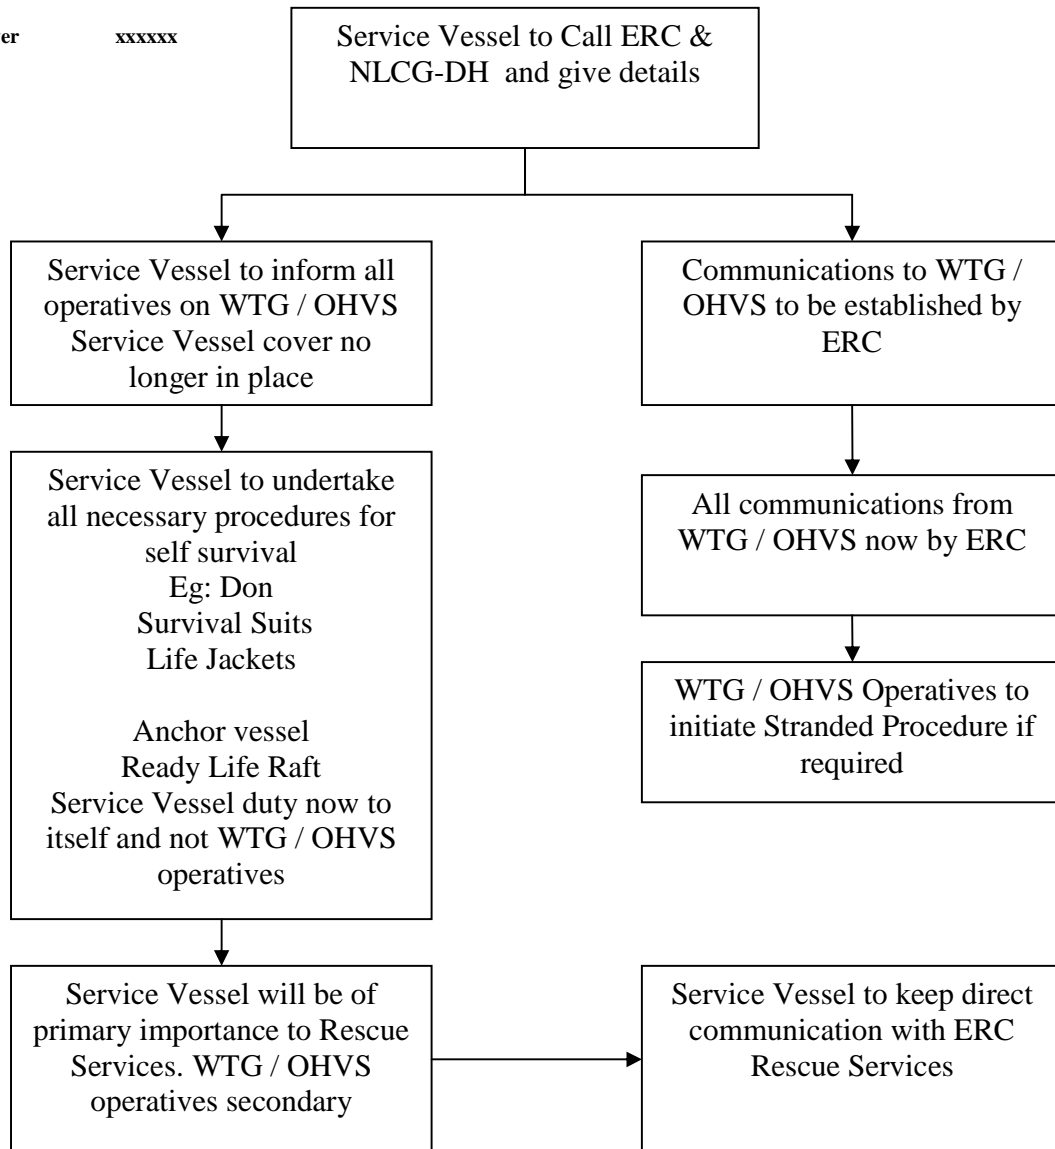 xxxxxx
Service Vessel to Call ERC &
NLCG-DH and give details
Service Vessel to inform all
operatives on WTG / OHVS
Service Vessel cover no
longer in place
Communications to WTG /
OHVS to be established by
ERC
Service Vessel to undertake
all necessary procedures for
self survival
Eg: Don
Survival Suits
Life Jackets
Anchor vessel
Ready Life Raft
Service Vessel duty now to
itself and not WTG / OHVS
operatives
All communications from
WTG / OHVS now by ERC
WTG / OHVS Operatives to
initiate Stranded Procedure if
required
Service Vessel will be of
primary importance to Rescue
Services. WTG / OHVS
operatives secondary
Service Vessel to keep direct
communication with ERC
Rescue Services